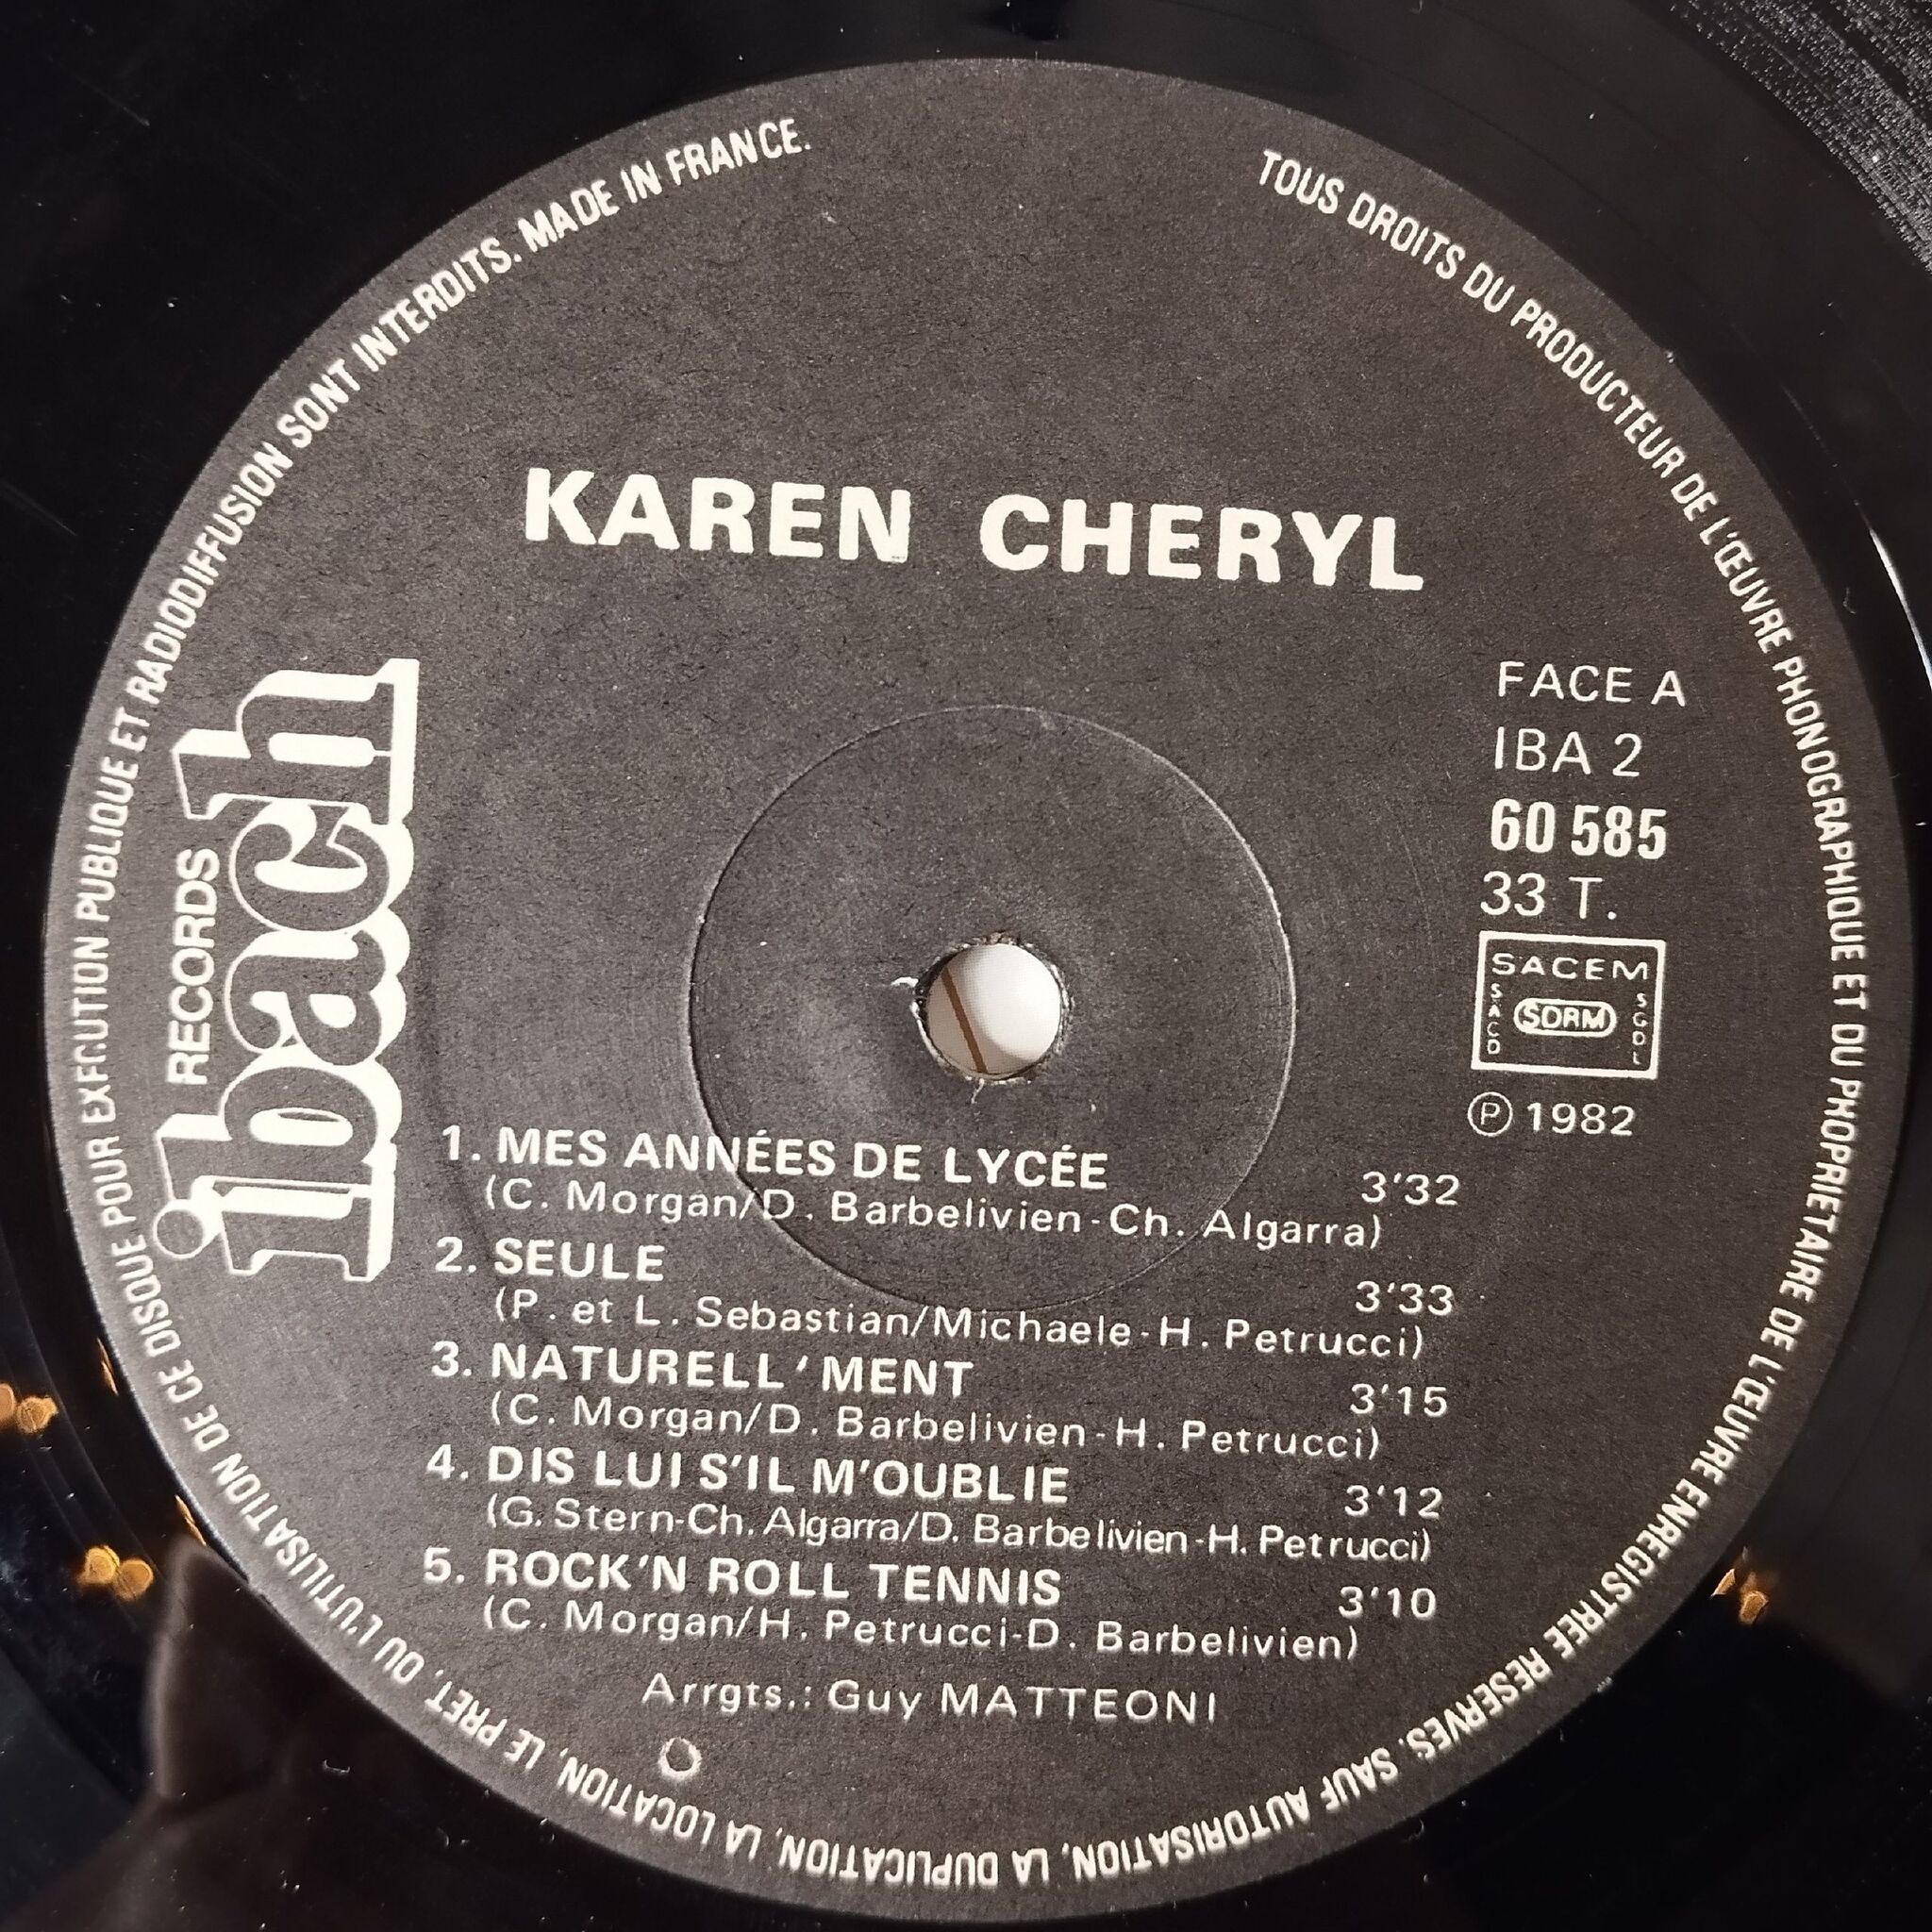 KAREN CHERYL
ibach
RECORDS
FACE A
IBA 2
60 585
33 T.
SACEM
SACD
SDRM
SGDL
Ⓟ 1982
1. MES ANNÉES DE LYCÉE 3'32
(C. Morgan/D. Barbelivien-Ch. Algarra)
2. SEULE 3'33
(P. et L. Sebastian/Michaele-H. Petrucci)
3. NATURELL'MENT 3'15
(C. Morgan/D. Barbelivien-H. Petrucci)
4. DIS LUI S'IL M'OUBLIE 3'12
(G. Stern-Ch. Algarra/D. Barbelivien-H. Petrucci)
5. ROCK'N ROLL TENNIS 3'10
(C. Morgan/H. Petrucci-D. Barbelivien)
Arrgts.: Guy MATTEONI
TOUS DROITS DU PRODUCTEUR DE L'ŒUVRE PHONOGRAPHIQUE ET DU PROPRIETAIRE DE L'ŒUVRE ENREGISTREE RESERVES. SAUF AUTORISATION, LA DUPLICATION, LA LOCATION, LE PRET, OU L'UTILISATION DE CE DISQUE POUR EXECUTION PUBLIQUE ET RADIODIFFUSION SONT INTERDITS. MADE IN FRANCE.